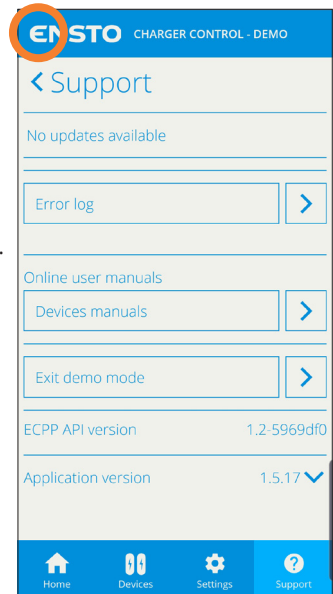 ENSTO CHARGER CONTROL - DEMO
Support
No updates available
Error log
Online user manuals
Devices manuals
Exit demo mode
ECPP API version 1.2-5969df0
Application version 1.5.17
Home Devices Settings Support